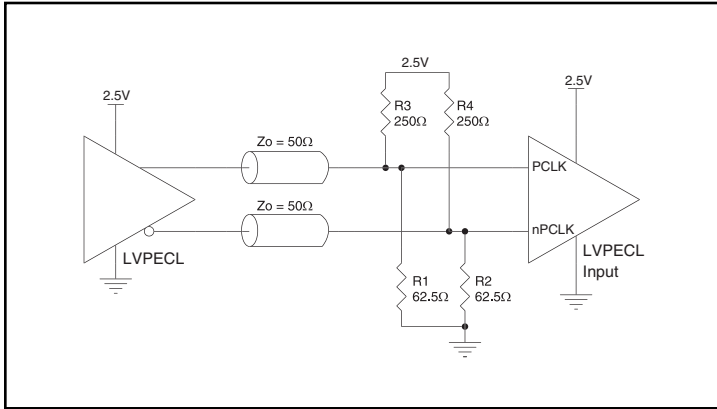 2.5V
2.5V
2.5V
R3
250Ω
R4
250Ω
Zo = 50Ω
PCLK
Zo = 50Ω
nPCLK
LVPECL
LVPECL
Input
R1
62.5Ω
R2
62.5Ω